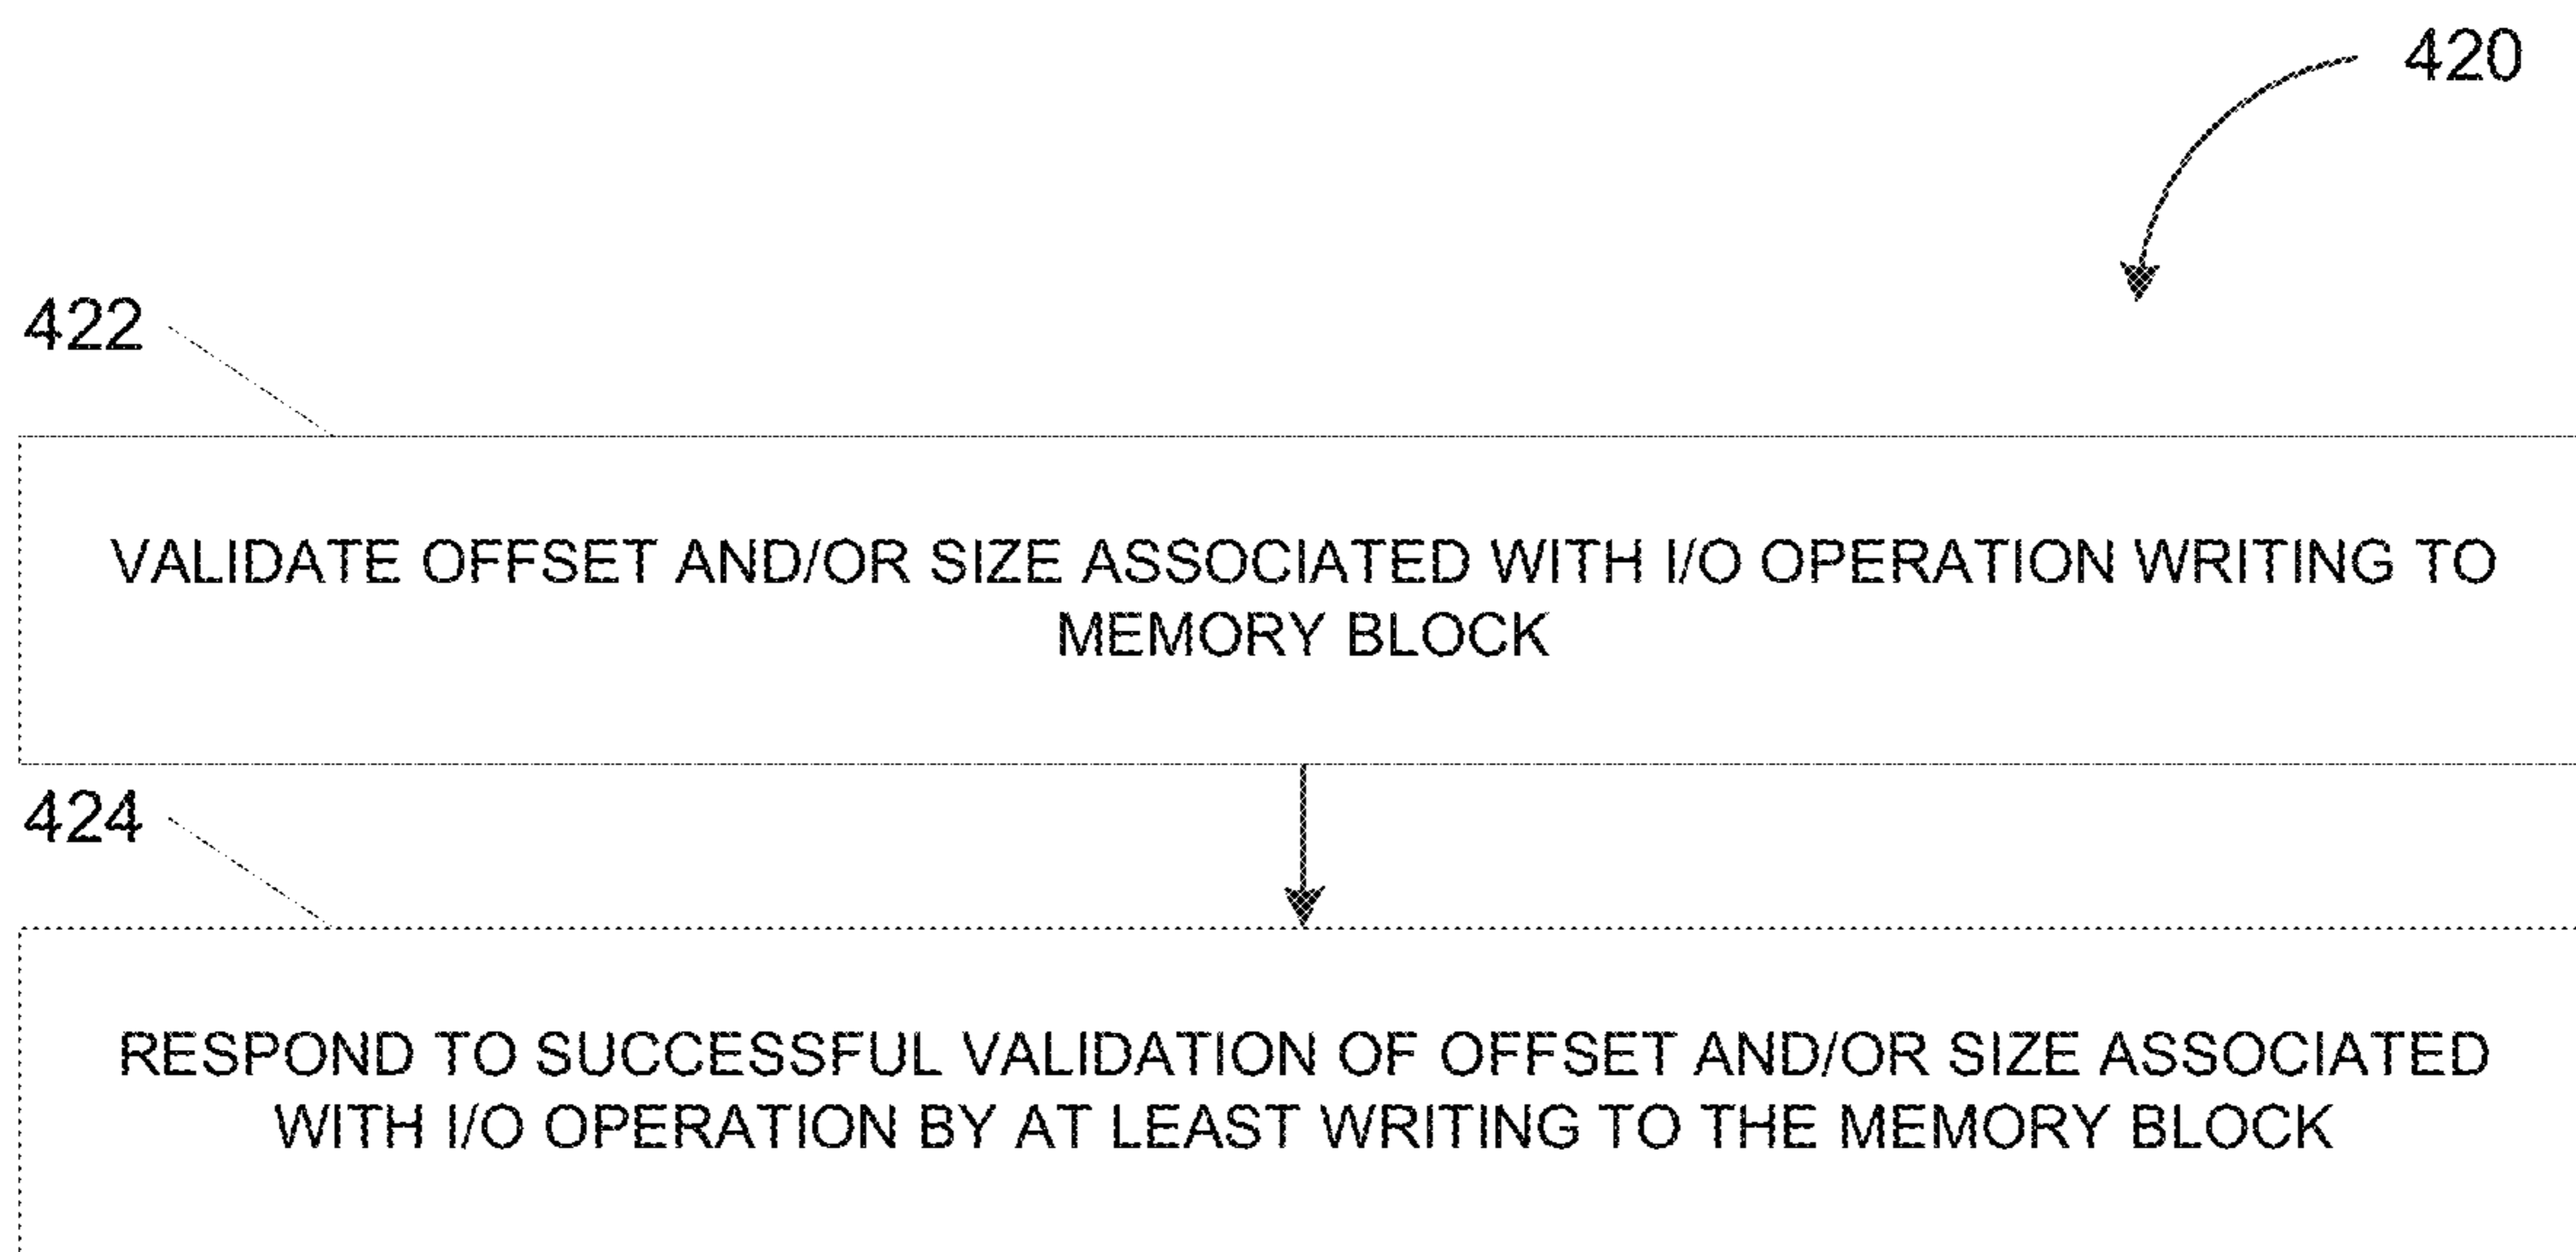 420
422
VALIDATE OFFSET AND/OR SIZE ASSOCIATED WITH I/O OPERATION WRITING TO
MEMORY BLOCK
424
RESPOND TO SUCCESSFUL VALIDATION OF OFFSET AND/OR SIZE ASSOCIATED
WITH I/O OPERATION BY AT LEAST WRITING TO THE MEMORY BLOCK